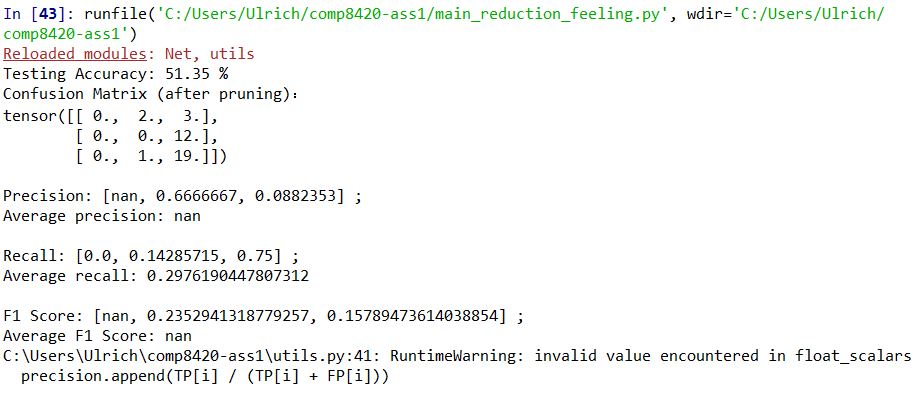 In [43]: runfile('C:/Users/Ulrich/comp8420-ass1/main_reduction_feeling.py', wdir='C:/Users/Ulrich/
comp8420-ass1')
Reloaded modules: Net, utils
Testing Accuracy: 51.35 %
Confusion Matrix (after pruning):
tensor([[ 0.,  2.,  3.],
        [ 0.,  0., 12.],
        [ 0.,  1., 19.]])
Precision: [nan, 0.6666667, 0.0882353] ;
Average precision: nan
Recall: [0.0, 0.14285715, 0.75] ;
Average recall: 0.2976190447807312
F1 Score: [nan, 0.2352941318779257, 0.15789473614038854] ;
Average F1 Score: nan
C:\Users\Ulrich\comp8420-ass1\utils.py:41: RuntimeWarning: invalid value encountered in float_scalars
  precision.append(TP[i] / (TP[i] + FP[i]))